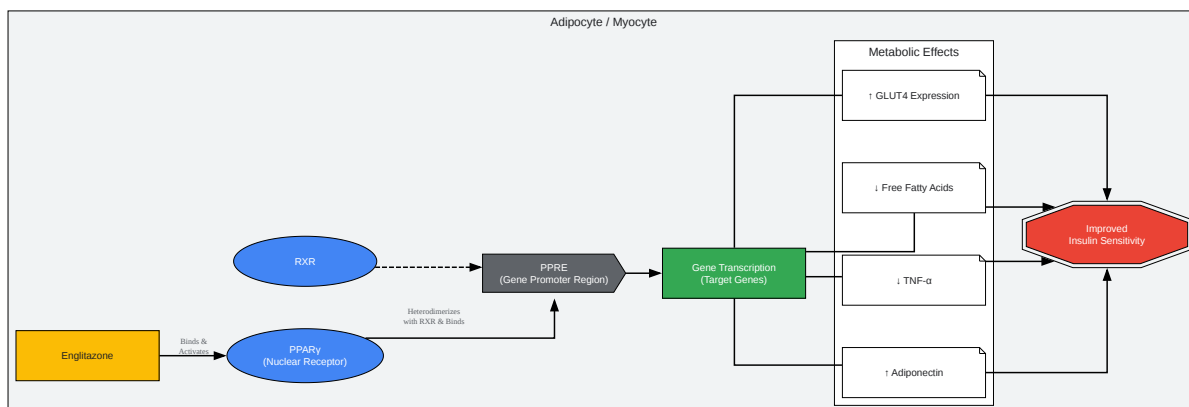 Adipocyte / Myocyte
Metabolic Effects
↑ GLUT4 Expression
↓ Free Fatty Acids
Improved
Insulin Sensitivity
RXR
PPRE
(Gene Promoter Region)
Gene Transcription
(Target Genes)
↓ TNF-α
Heterodimerizes
with RXR & Binds
Englitazone
Binds &
Activates
PPARγ
(Nuclear Receptor)
↑ Adiponectin